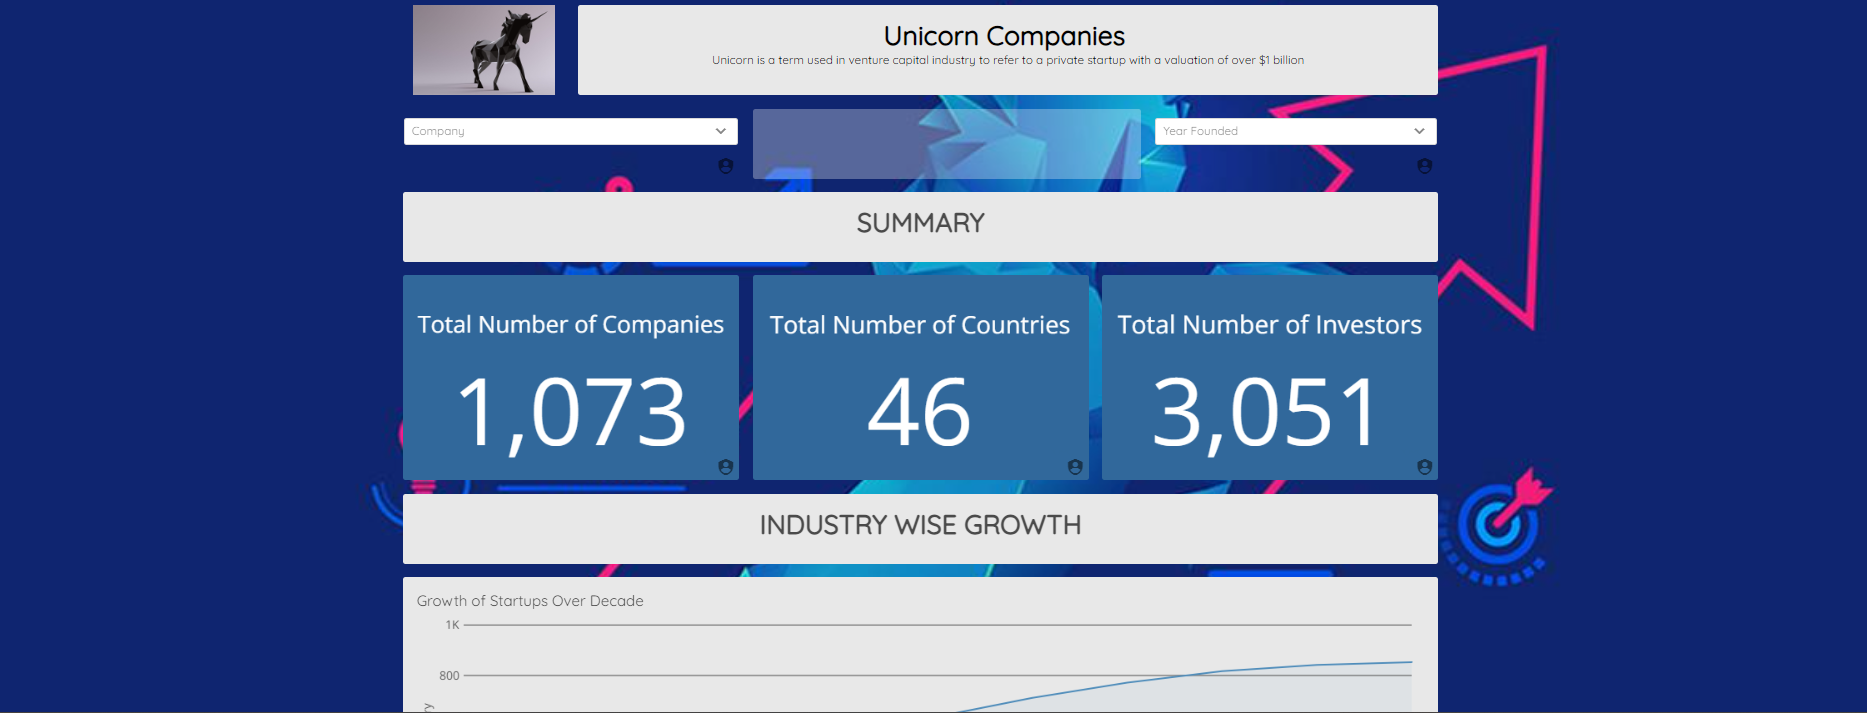 Unicorn Companies
Unicorn is a term used in venture capital industry to refer to a private startup with a valuation of over $1 billion
Company
Year Founded
SUMMARY
Total Number of Companies
1,073
Total Number of Countries
46
Total Number of Investors
3,051
INDUSTRY WISE GROWTH
Growth of Startups Over Decade
1K
800